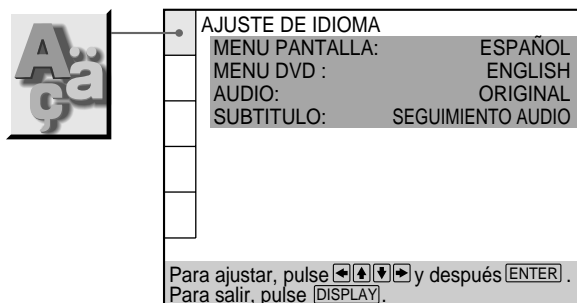 Aäç
AJUSTE DE IDIOMA
MENU PANTALLA: ESPAÑOL
MENU DVD : ENGLISH
AUDIO: ORIGINAL
SUBTITULO: SEGUIMIENTO AUDIO
Para ajustar, pulse ←↑↓→ y después ENTER .
Para salir, pulse DISPLAY.